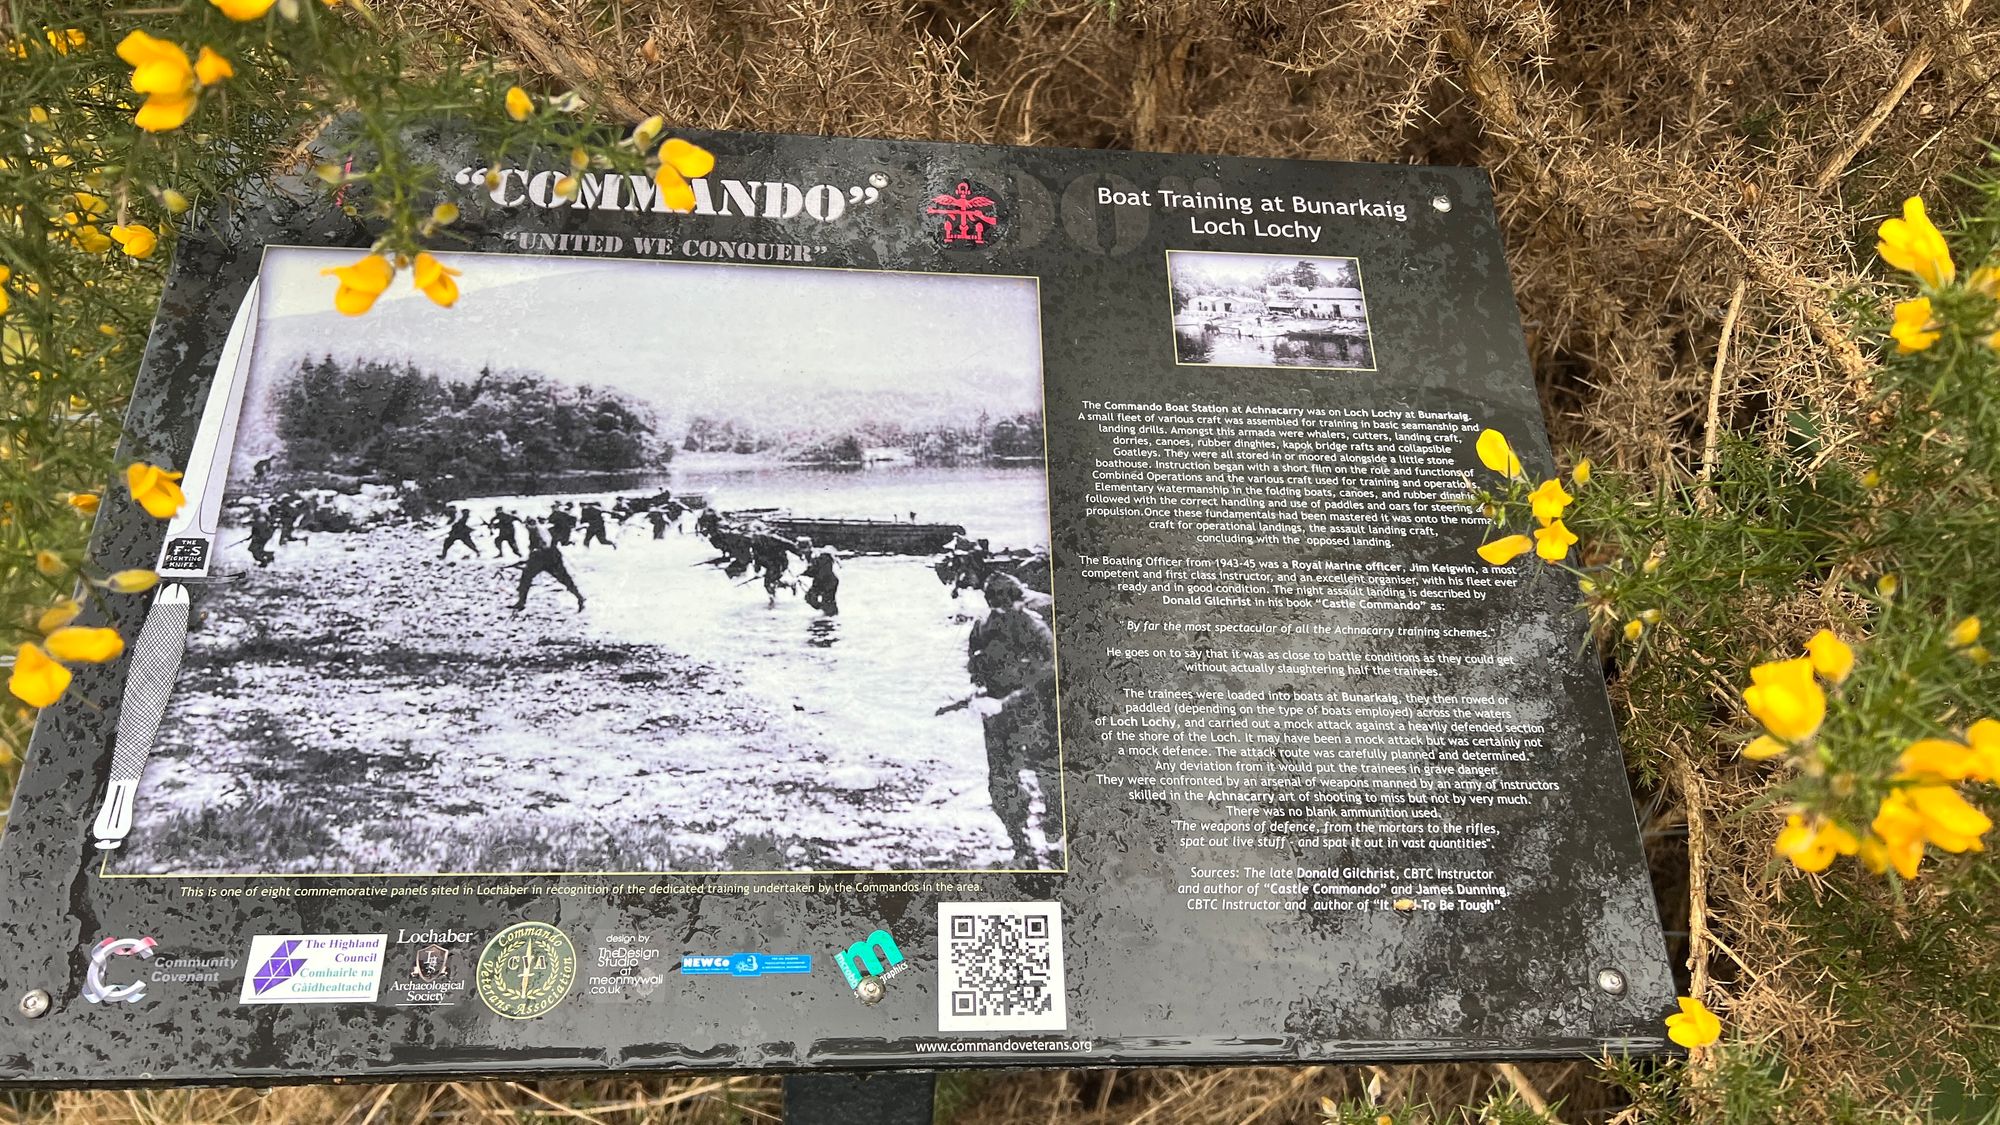 "COMMANDO"
"UNITED WE CONQUER"
THE
F-S
FIGHTING
KNIFE.
This is one of eight commemorative panels sited in Lochaber in recognition of the dedicated training undertaken by the Commandos in the area.
Boat Training at Bunarkaig
Loch Lochy
The Commando Boat Station at Achnacarry was on Loch Lochy at Bunarkaig.
A small fleet of various craft was assembled for training in basic seamanship and
landing drills. Amongst this armada were whalers, cutters, landing craft,
dorries, canoes, rubber dinghies, kapok bridge rafts and collapsible
Goatleys. They were all stored in or moored alongside a little stone
boathouse. Instruction began with a short film on the role and functions of
Combined Operations and the various craft used for training and operations.
Elementary watermanship in the folding boats, canoes, and rubber dinghie
followed with the correct handling and use of paddles and oars for steering
propulsion.Once these fundamentals had been mastered it was onto the norma
craft for operational landings, the assault landing craft,
concluding with the opposed landing.
The Boating Officer from 1943-45 was a Royal Marine officer, Jim Keigwin, a most
competent and first class instructor, and an excellent organiser, with his fleet ever
ready and in good condition. The night assault landing is described by
Donald Gilchrist in his book "Castle Commando" as:
"By far the most spectacular of all the Achnacarry training schemes."
He goes on to say that it was as close to battle conditions as they could get
without actually slaughtering half the trainees.
The trainees were loaded into boats at Bunarkaig, they then rowed or
paddled (depending on the type of boats employed) across the waters
of Loch Lochy, and carried out a mock attack against a heavily defended section
of the shore of the Loch. It may have been a mock attack but was certainly not
a mock defence. The attack route was carefully planned and determined."
Any deviation from it would put the trainees in grave danger.
They were confronted by an arsenal of weapons manned by an army of instructors
skilled in the Achnacarry art of shooting to miss but not by very much.
There was no blank ammunition used.
"The weapons of defence, from the mortars to the rifles,
spat out live stuff - and spat it out in vast quantities".
Sources: The late Donald Gilchrist, CBTC Instructor
and author of "Castle Commando" and James Dunning,
CBTC Instructor and author of "It To Be Tough".
Community
Covenant
The Highland
Council
Comhairle na
Gàidhealtachd
Lochaber
Archaeological
Society
Commando
CVA
Veterans Association
design by
TheDesign
Studio
at
meonmywall
.co.uk
NEWCo
m
graphics
www.commandoveterans.org